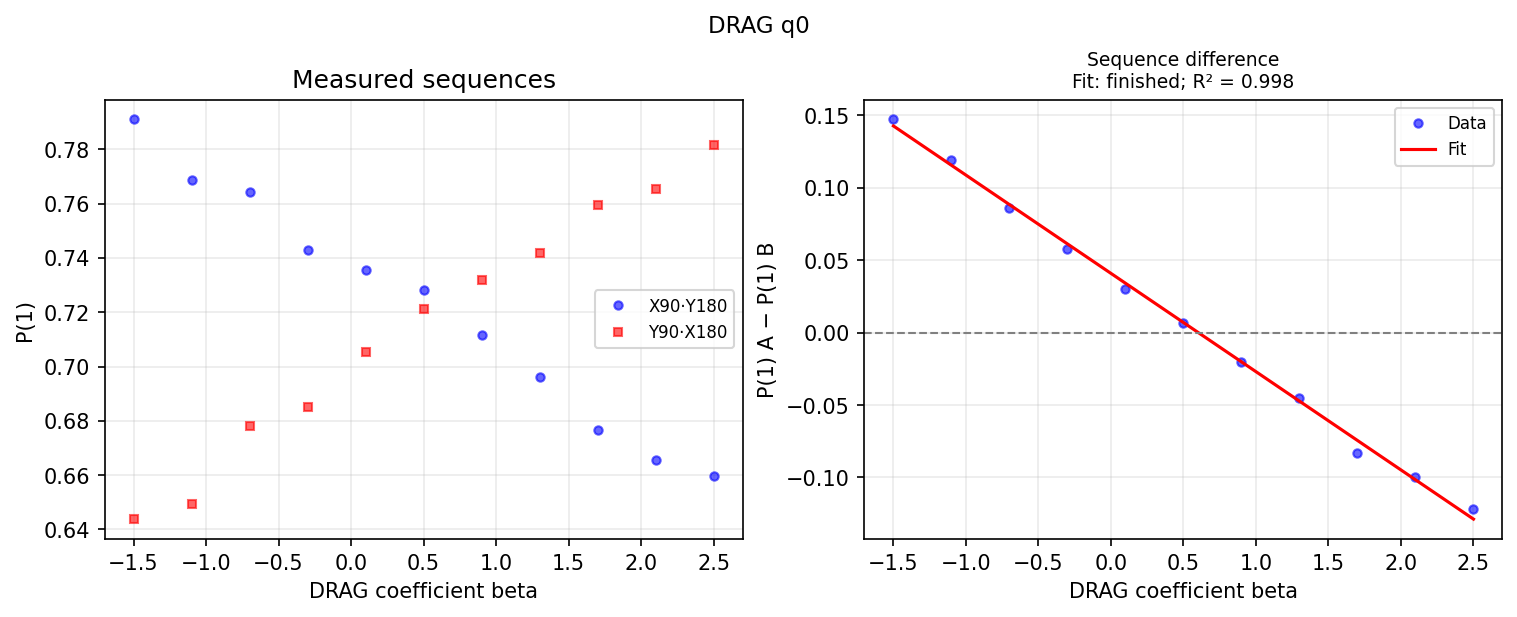 DRAG q0
Measured sequences
P(1)
0.78
0.76
0.74
0.72
0.70
0.68
0.66
0.64
X90·Y180
Y90·X180
−1.5 −1.0 −0.5 0.0 0.5 1.0 1.5 2.0 2.5
DRAG coefficient beta
Sequence difference
Fit: finished; R² = 0.998
P(1) A − P(1) B
0.15
0.10
0.05
0.00
−0.05
−0.10
Data
Fit
−1.5 −1.0 −0.5 0.0 0.5 1.0 1.5 2.0 2.5
DRAG coefficient beta